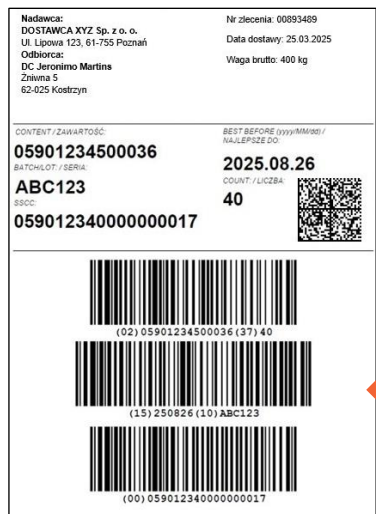 Nadawca:
DOSTAWCA XYZ Sp. z o. o.
Ul. Lipowa 123, 61-755 Poznań
Odbiorca:
DC Jeronimo Martins
Żniwna 5
62-025 Kostrzyn
Nr zlecenia: 00893489
Data dostawy: 25.03.2025
Waga brutto: 400 kg
CONTENT / ZAWARTOŚĆ:
05901234500036
BATCH/LOT: / SERIA:
ABC123
SSCC:
059012340000000017
BEST BEFORE (yyyy/MM/dd) /
NAJLEPSZE DO:
2025.08.26
COUNT: / LICZBA:
40
(02)05901234500036(37)40
(15)250826(10)ABC123
(00)059012340000000017